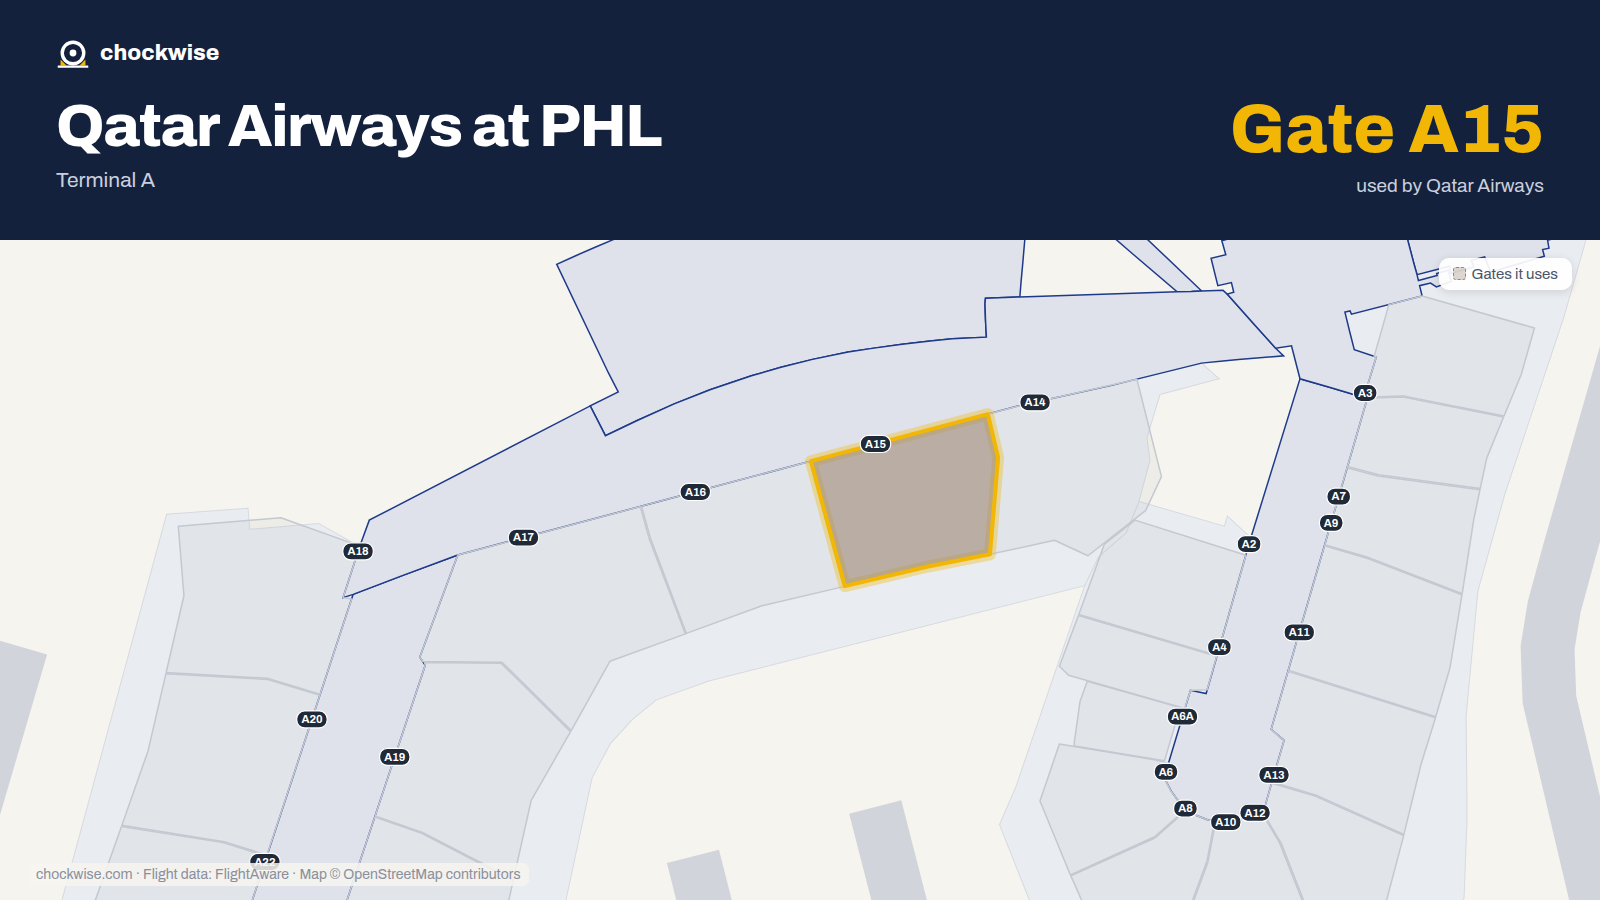 chockwise
Qatar Airways at PHL
Terminal A
Gate A15
used by Qatar Airways
Gates it uses
A3
A14
A15
A16
A7
A9
A17
A2
A18
A11
A4
A6A
A20
A19
A6
A13
A8
A12
A10
A22
chockwise.com · Flight data: FlightAware · Map © OpenStreetMap contributors